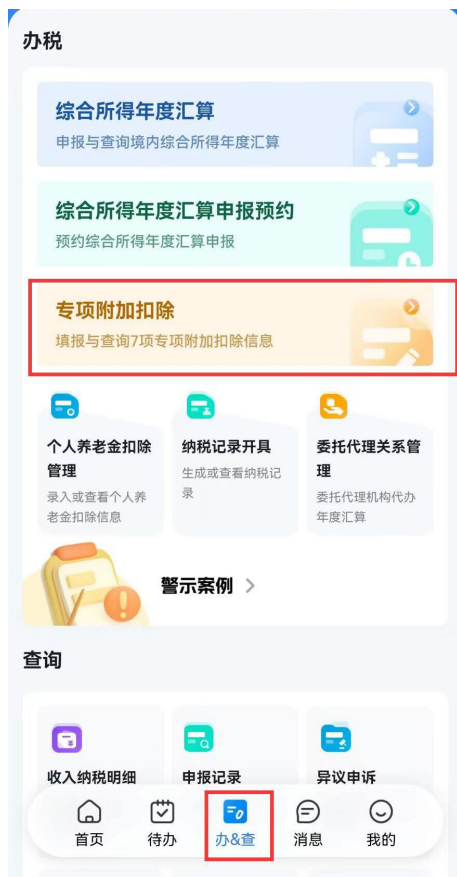 办税
综合所得年度汇算
申报与查询境内综合所得年度汇算
综合所得年度汇算申报预约
预约综合所得年度汇算申报
专项附加扣除
填报与查询7项专项附加扣除信息
个人养老金扣除
管理
录入或查看个人养
老金扣除信息
纳税记录开具
生成或查看纳税记
录
委托代理关系管
理
委托代理机构代办
年度汇算
警示案例
查询
收入纳税明细
申报记录
异议申诉
首页
待办
办&查
消息
我的